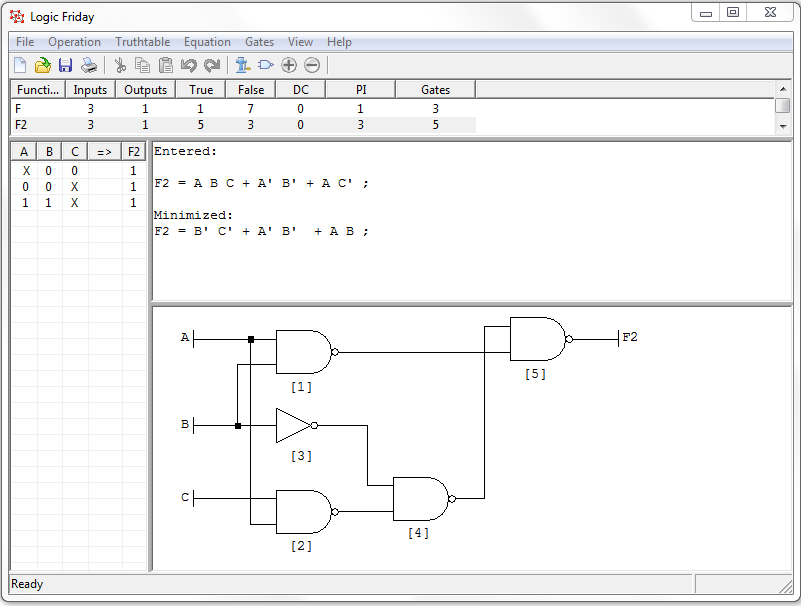 Logic Friday
File Operation Truthtable Equation Gates View Help
Functi... Inputs Outputs True False DC PI Gates
F 3 1 1 7 0 1 3
F2 3 1 5 3 0 3 5
A B C => F2
X 0 0 1
0 0 X 1
1 1 X 1
Entered:
F2 = A B C + A' B' + A C' ;
Minimized:
F2 = B' C' + A' B' + A B ;
A
F2
[1]
[5]
B
[3]
C
[4]
[2]
Ready